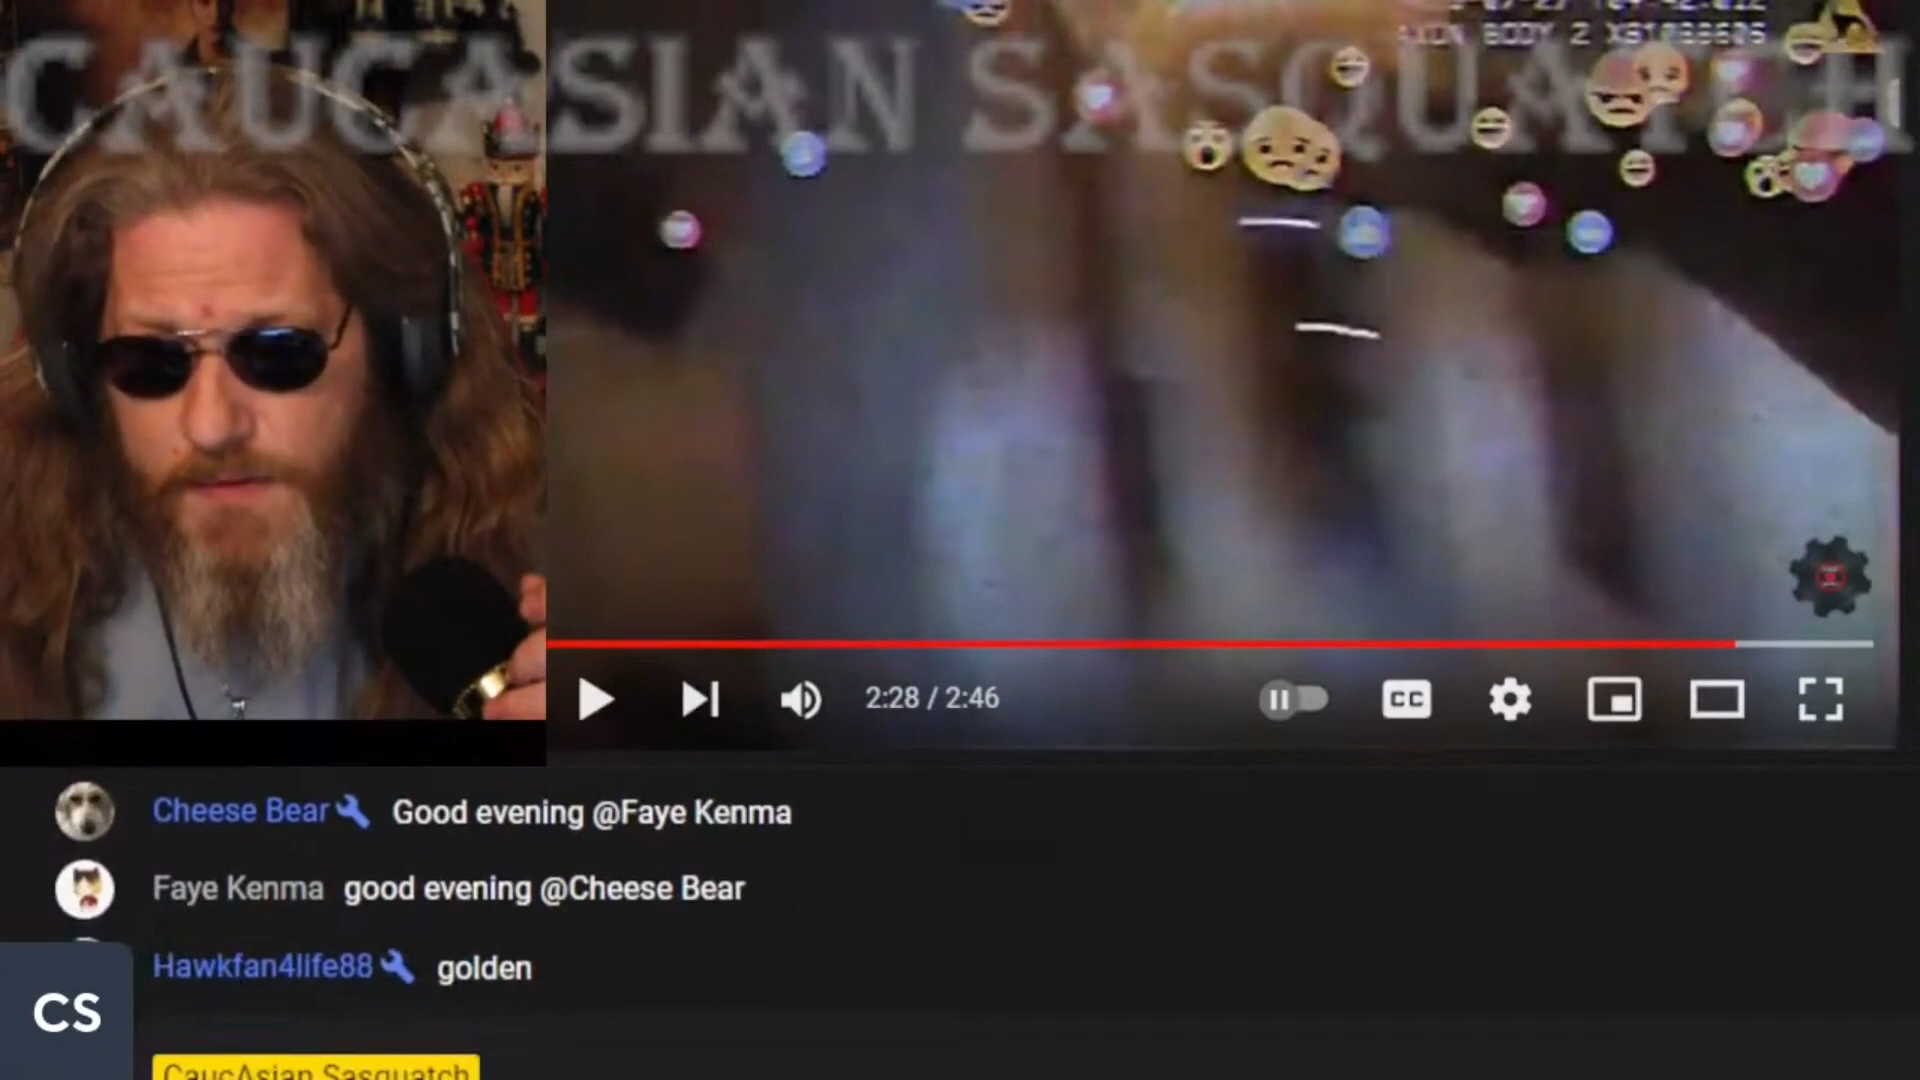 CAUCASIAN SASQUATCH
AXON BODY 2
2:28 / 2:46
CC
Cheese Bear Good evening @Faye Kenma
Faye Kenma good evening @Cheese Bear
Hawkfan4life88 golden
CS
CaucAsian Sasquatch